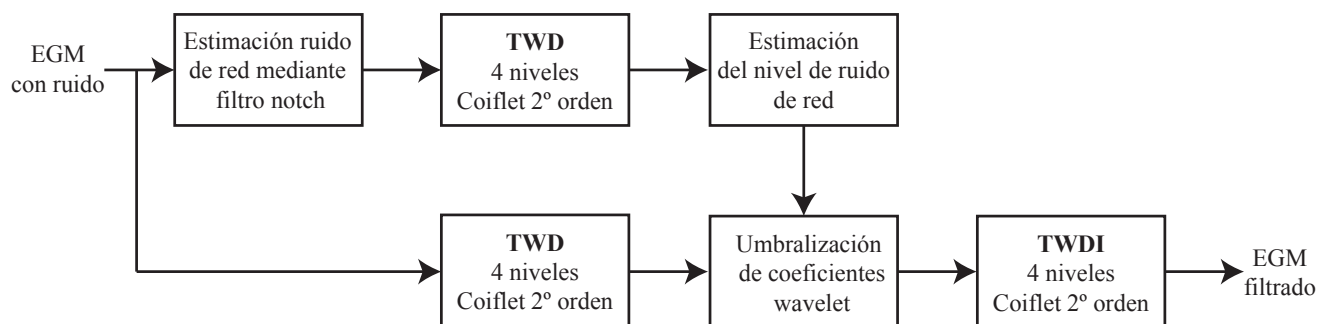 EGM
con ruido
Estimación ruido
de red mediante
filtro notch
TWD
4 niveles
Coiflet 2º orden
Estimación
del nivel de ruido
de red
TWD
4 niveles
Coiflet 2º orden
Umbralización
de coeficientes
wavelet
TWDI
4 niveles
Coiflet 2º orden
EGM
filtrado